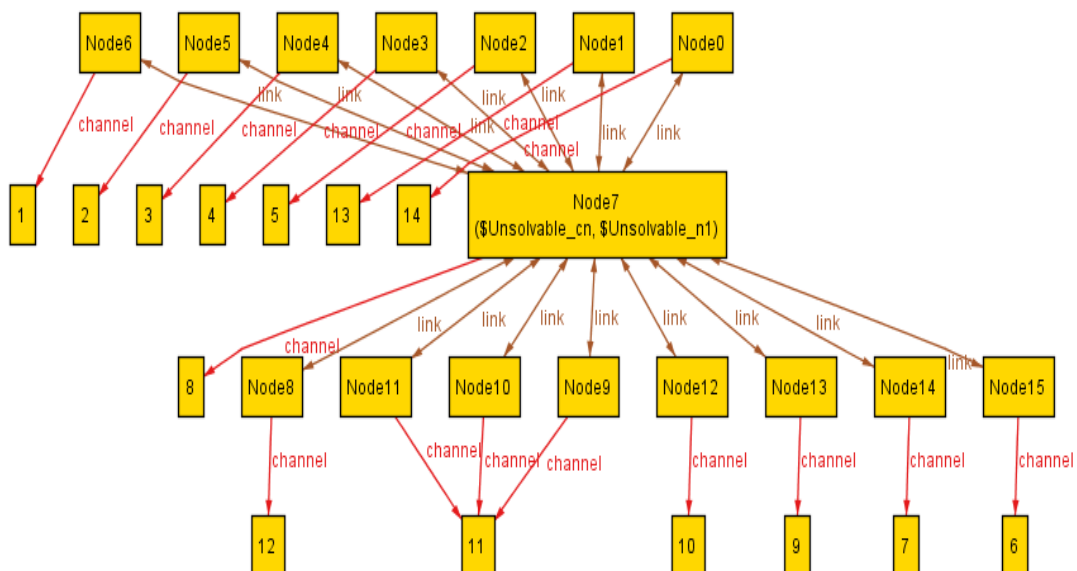 Node6
Node5
Node4
Node3
Node2
Node1
Node0
link
link
link
link
link
link
link
channel
channel
channel
channel
channel
channel
channel
1
2
3
4
5
13
14
Node7
($Unsolvable_cn, $Unsolvable_n1)
link
link
link
link
link
link
link
link
channel
8
Node8
Node11
Node10
Node9
Node12
Node13
Node14
Node15
channel
channel
channel
channel
channel
channel
channel
channel
12
11
10
9
7
6